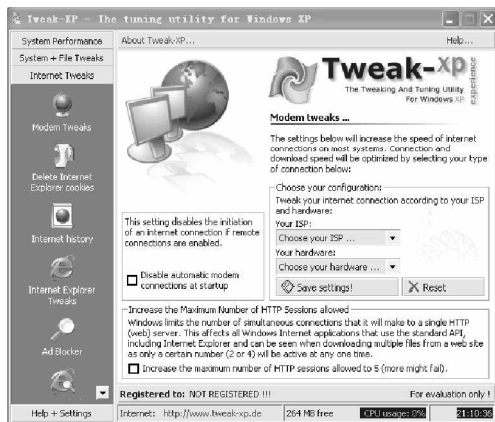 Tweak-XP - The tuning utility for Windows XP
System Performance
System + File Tweaks
Internet Tweaks
Modem Tweaks
Delete Internet
Explorer cookies
Internet history
Internet Explorer
Tweaks
Ad Blocker
Help + Settings
About Tweak-XP...
Help...
Tweak-xp
experience
The Tweaking And Tuning Utility
For Windows XP
Modem tweaks ...
The settings below will increase the speed of internet
connections on most systems. Connection and
download speed will be optimized by selecting your type
of connection below:
Choose your configuration:
Tweak your internet connection according to your ISP
and hardware:
Your ISP:
Choose your ISP ...
Your hardware:
Choose your hardware ...
Save settings!
Reset
This setting disables the initiation
of an internet connection if remote
connections are enabled.
Disable automatic modem
connections at startup
Increase the Maximum Number of HTTP Sessions allowed
Windows limits the number of simultaneous connections that it will make to a single HTTP
(web) server. This affects all Windows Internet applications that use the standard API,
including Internet Explorer and can be seen when downloading multiple files from a web site
as only a certain number (2 or 4) will be active at any one time.
Increase the maximum number of HTTP sessions allowed to 5 (more might fail).
Registered to: NOT REGISTERED !!!
For evaluation only !
Internet: http://www.tweak-xp.de
264 MB free
CPU usage: 0%
21:10:36